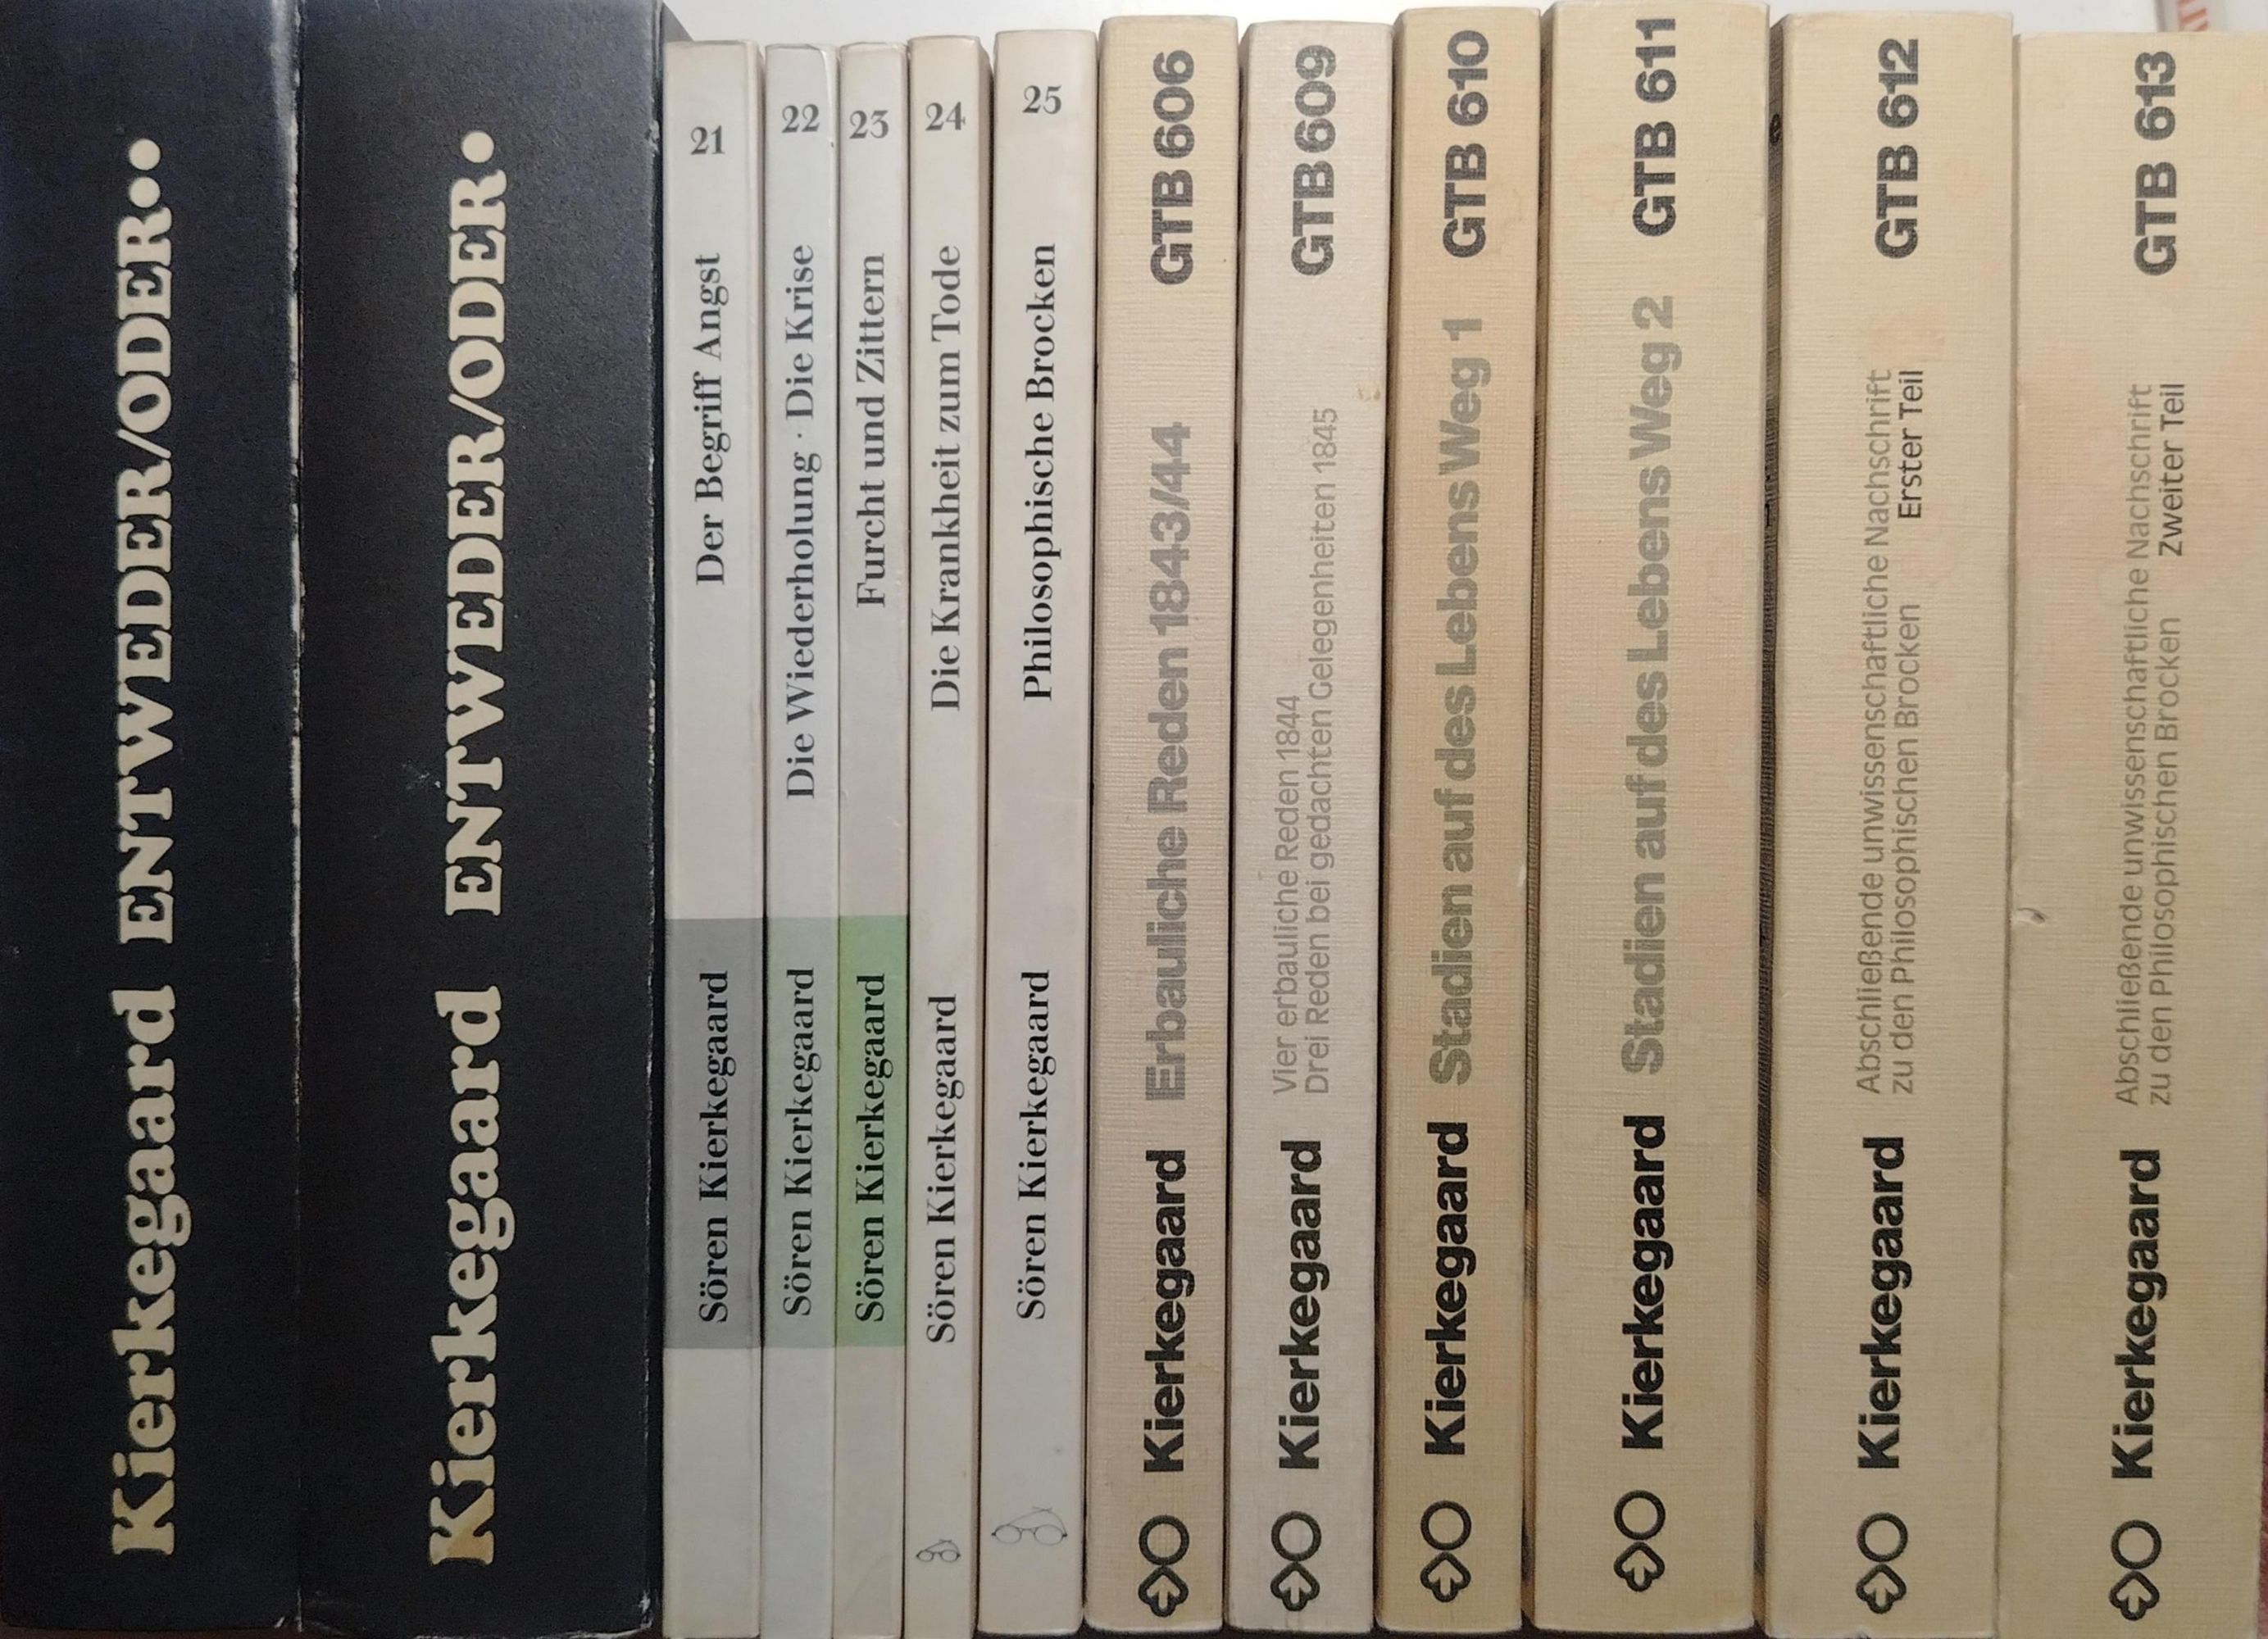 Kierkegaard ENTWEDER/ODER••
Kierkegaard ENTWEDER/ODER•
Sören Kierkegaard Der Begriff Angst 21
Sören Kierkegaard Die Wiederholung · Die Krise 22
Sören Kierkegaard Furcht und Zittern 23
Sören Kierkegaard Die Krankheit zum Tode 24
Sören Kierkegaard Philosophische Brocken 25
Kierkegaard Erbauliche Reden 1843/44 GTB 606
Kierkegaard
Vier erbauliche Reden 1844
Drei Reden bei gedachten Gelegenheiten 1845
GTB 609
Kierkegaard Stadien auf des Lebens Weg 1 GTB 610
Kierkegaard Stadien auf des Lebens Weg 2 GTB 611
Kierkegaard
Abschließende unwissenschaftliche Nachschrift
zu den Philosophischen Brocken Erster Teil
GTB 612
Kierkegaard
Abschließende unwissenschaftliche Nachschrift
zu den Philosophischen Brocken zweiter Teil
GTB 613